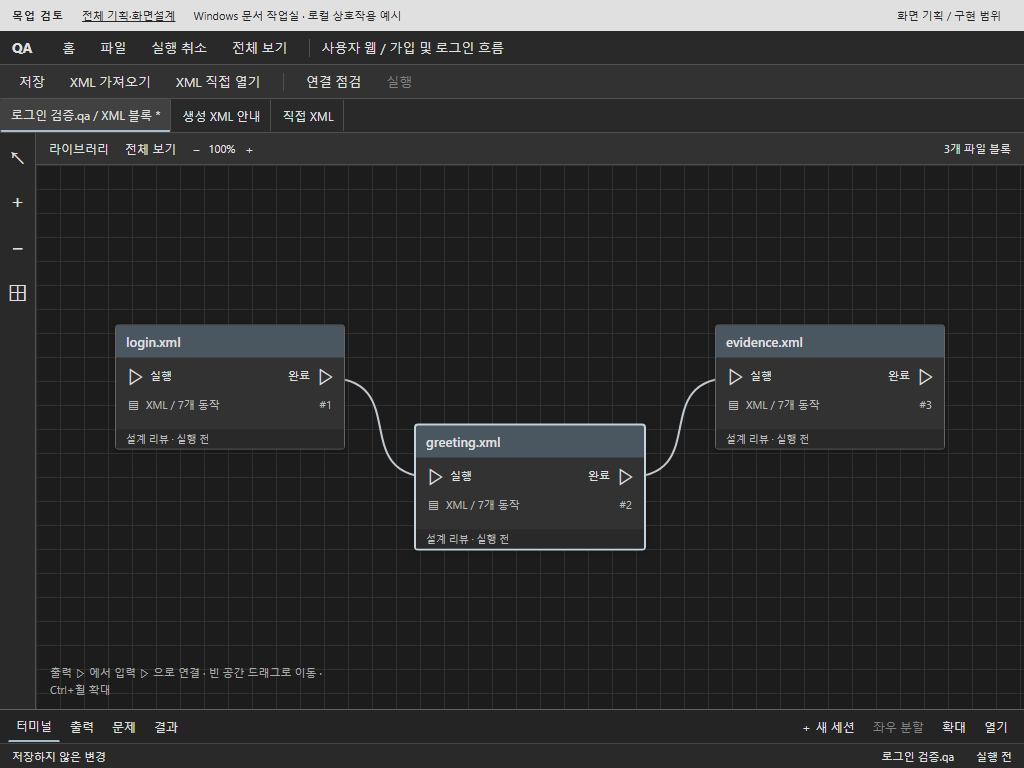 목업 검토 전체 기획·화면설계 Windows 문서 작업실 · 로컬 상호작용 예시 화면 기획 / 구현 범위
QA 홈 파일 실행 취소 전체 보기 사용자 웹 / 가입 및 로그인 흐름
저장 XML 가져오기 XML 직접 열기 연결 점검 실행
로그인 검증.qa / XML 블록 * 생성 XML 안내 직접 XML
라이브러리 전체 보기 − 100% + 3개 파일 블록
login.xml
실행 완료
XML / 7개 동작 #1
설계 리뷰 · 실행 전
greeting.xml
실행 완료
XML / 7개 동작 #2
설계 리뷰 · 실행 전
evidence.xml
실행 완료
XML / 7개 동작 #3
설계 리뷰 · 실행 전
출력 ▷ 에서 입력 ▷ 으로 연결 · 빈 공간 드래그로 이동 ·
Ctrl+휠 확대
터미널 출력 문제 결과 + 새 세션 좌우 분할 확대 열기
저장하지 않은 변경 로그인 검증.qa 실행 전